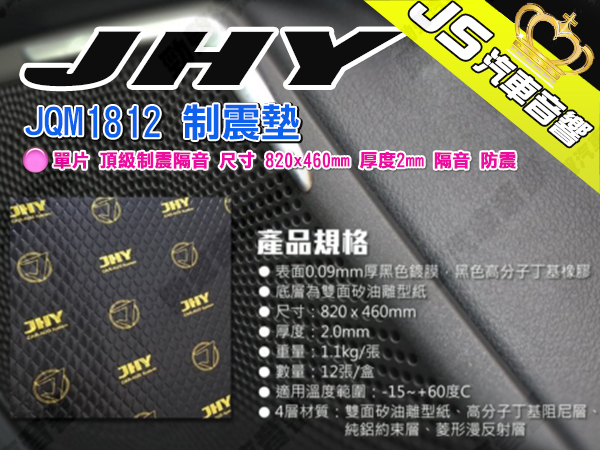 JHY
JS汽車音響
JQM1812 制震墊
單片 頂級制震隔音 尺寸 820x460mm 厚度2mm 隔音 防震
產品規格
表面0.09mm厚黑色鍍膜，黑色高分子丁基橡膠
底層為雙面矽油離型紙
尺寸：820 x 460mm
厚度：2.0mm
重量：1.1kg/張
數量：12張/盒
適用溫度範圍：-15~+60度C
4層材質：雙面矽油離型紙、高分子丁基阻尼層、
純鋁約束層、菱形漫反射層
JHY
JHY
JHY
JHY
JHY
JHY